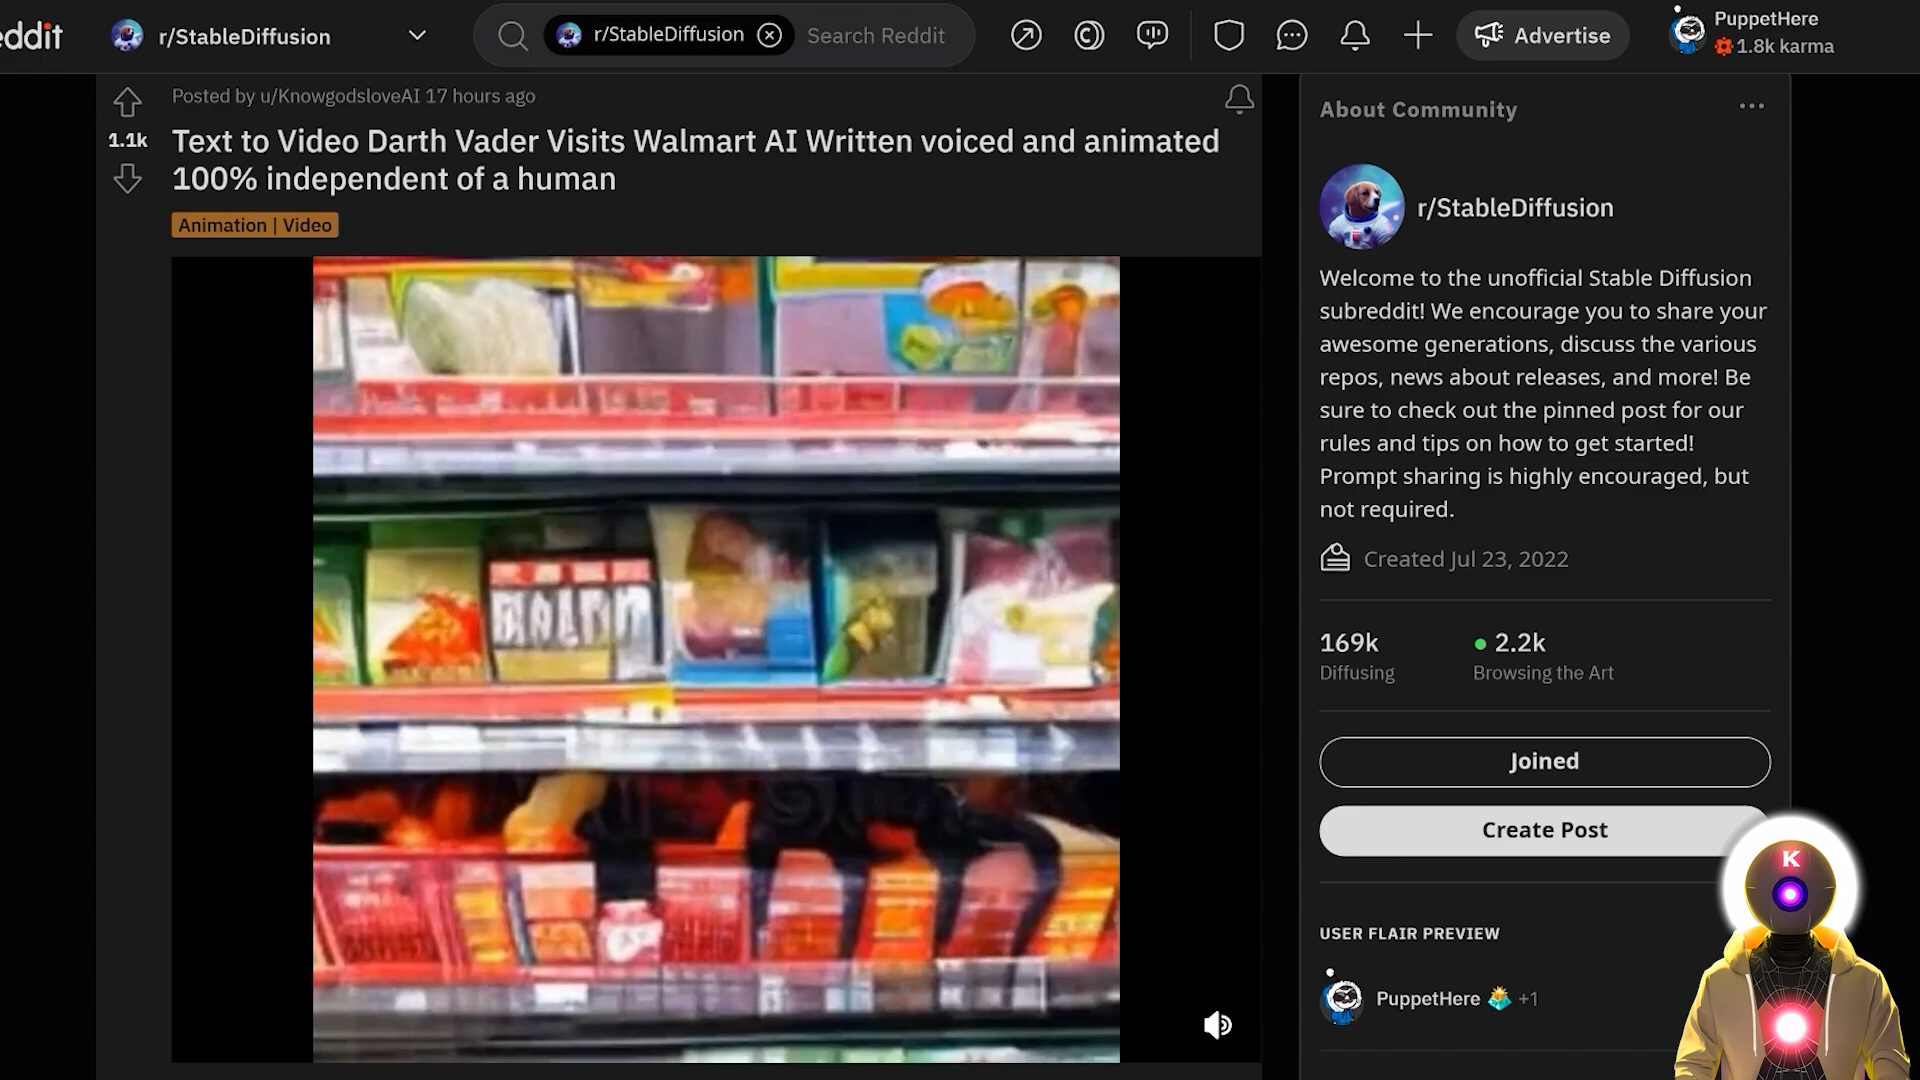 eddit
r/StableDiffusion
r/StableDiffusion
Search Reddit
Advertise
PuppetHere
1.8k karma
Posted by u/KnowgodsloveAI 17 hours ago
1.1k
Text to Video Darth Vader Visits Walmart AI Written voiced and animated
100% independent of a human
Animation | Video
About Community
r/StableDiffusion
Welcome to the unofficial Stable Diffusion
subreddit! We encourage you to share your
awesome generations, discuss the various
repos, news about releases, and more! Be
sure to check out the pinned post for our
rules and tips on how to get started!
Prompt sharing is highly encouraged, but
not required.
Created Jul 23, 2022
169k
2.2k
Diffusing
Browsing the Art
Joined
Create Post
K
USER FLAIR PREVIEW
PuppetHere
+1